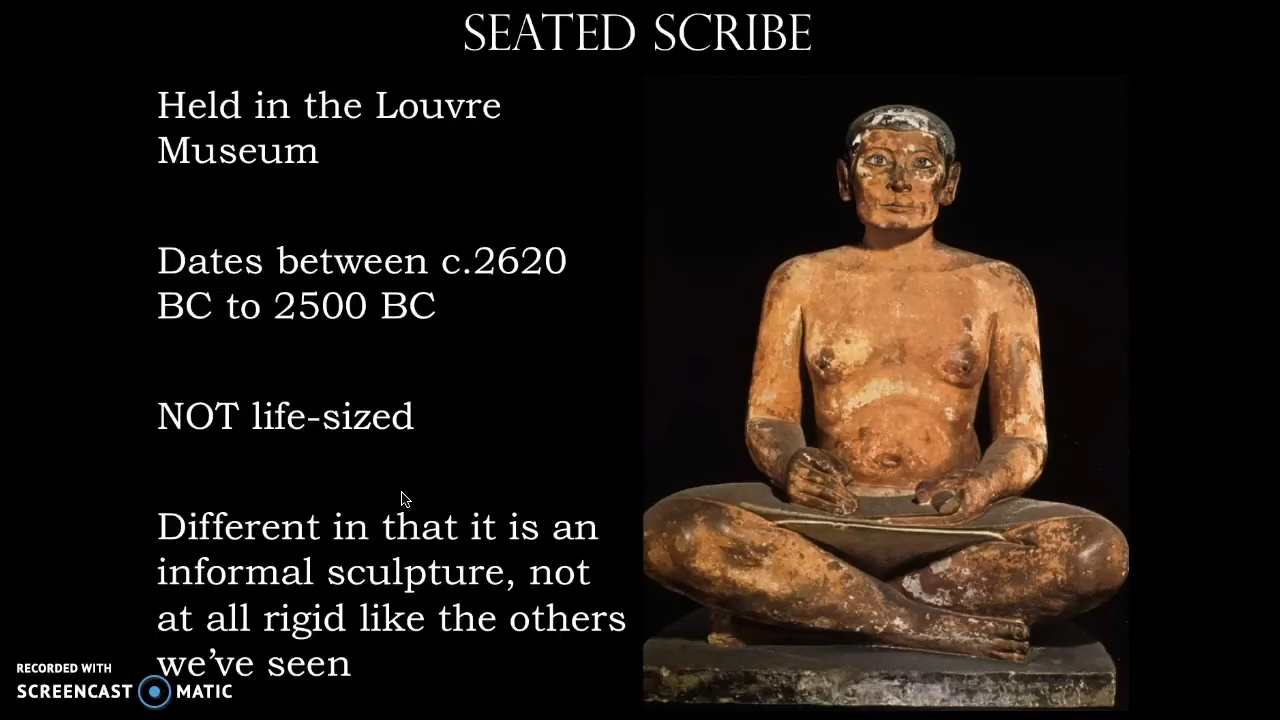 SEATED SCRIBE
Held in the Louvre
Museum
Dates between c.2620
BC to 2500 BC
NOT life-sized
Different in that it is an
informal sculpture, not
at all rigid like the others
we’ve seen
RECORDED WITH
SCREENCAST MATIC